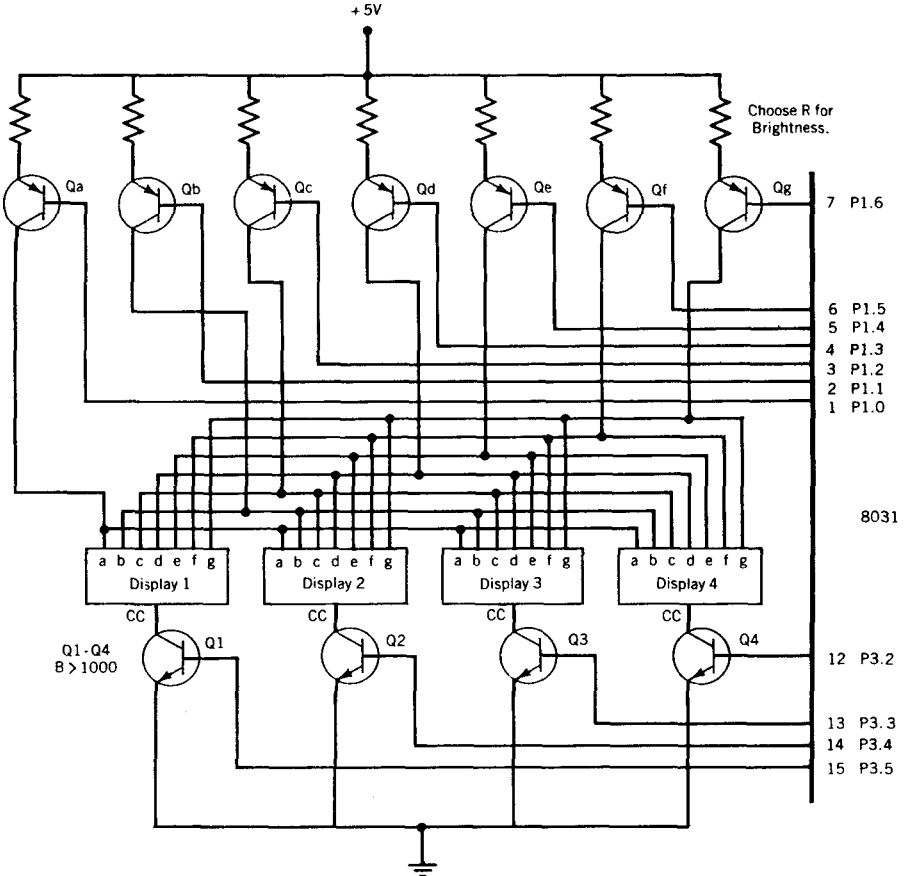 + 5V
Choose R for
Brightness.
Qa
Qb
Qc
Qd
Qe
Qf
Qg
7 P1.6
6 P1.5
5 P1.4
4 P1.3
3 P1.2
2 P1.1
1 P1.0
8031
a b c d e f g
Display 1
a b c d e f g
Display 2
a b c d e f g
Display 3
a b c d e f g
Display 4
CC
CC
CC
CC
Q1-Q4
B > 1000
Q1
Q2
Q3
Q4
12 P3.2
13 P3.3
14 P3.4
15 P3.5